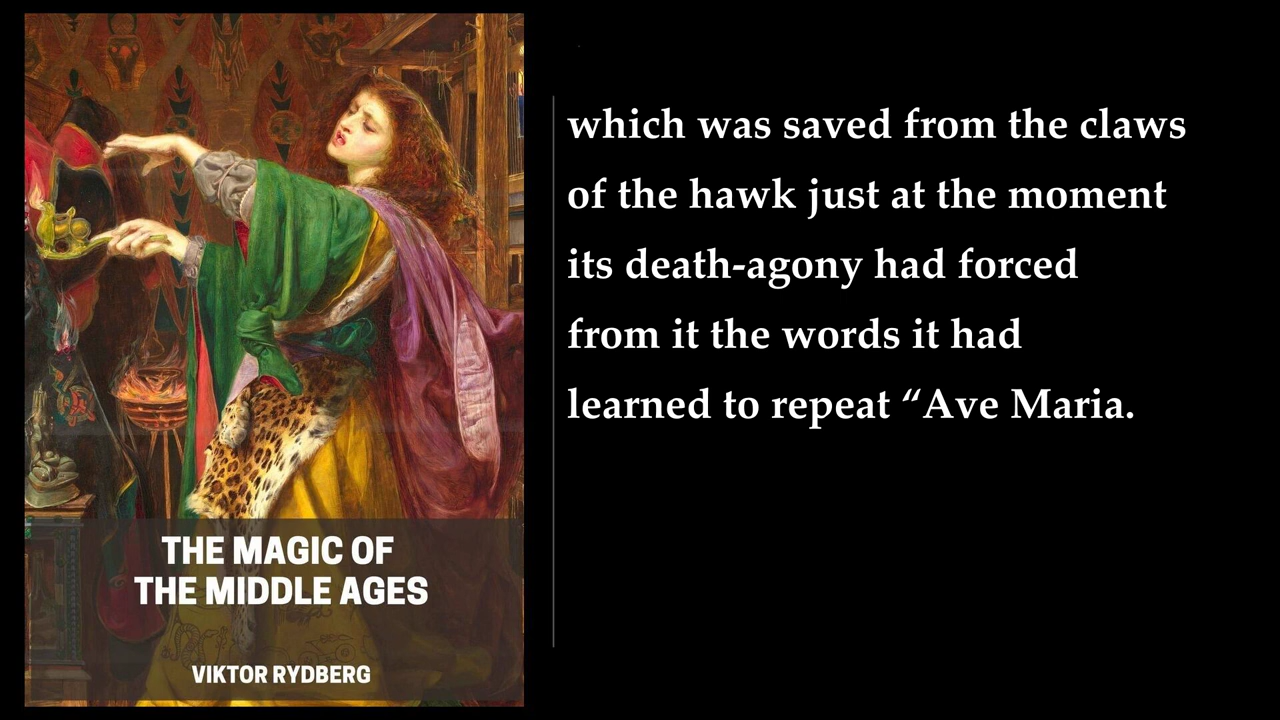 THE MAGIC OF
THE MIDDLE AGES
VIKTOR RYDBERG
which was saved from the claws
of the hawk just at the moment
its death-agony had forced
from it the words it had
learned to repeat “Ave Maria.